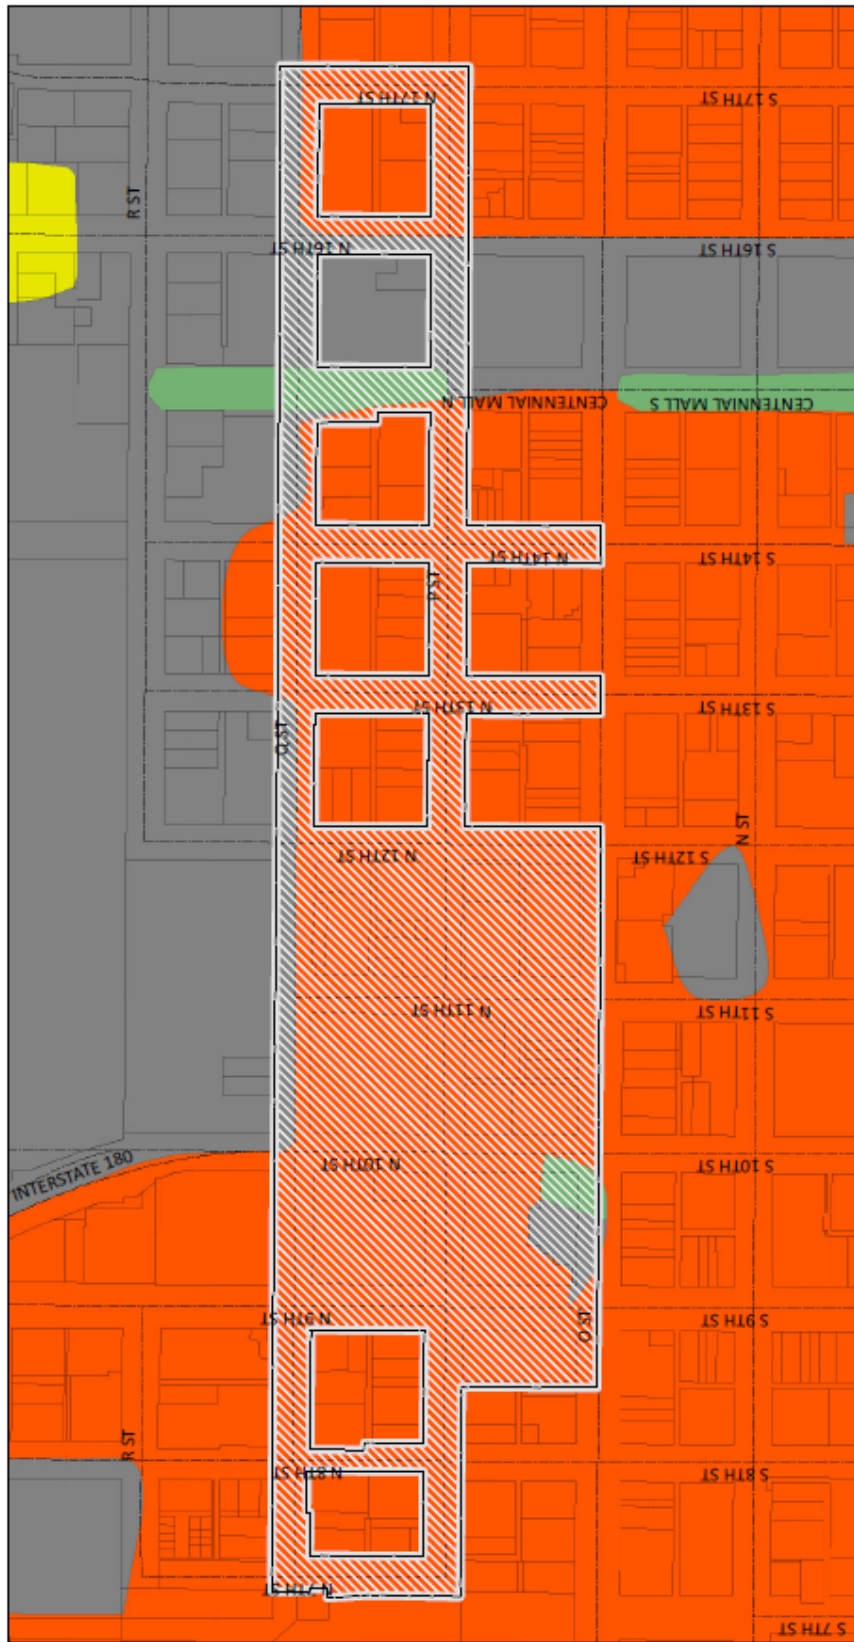 N 17TH ST
S 17TH ST
R ST
N 16TH ST
S 16TH ST
CENTENNIAL MALL N
CENTENNIAL MALL S
N 14TH ST
S 14TH ST
P ST
N 13TH ST
S 13TH ST
Q ST
N ST
N 12TH ST
S 12TH ST
N 11TH ST
S 11TH ST
INTERSTATE 180
N 10TH ST
S 10TH ST
N 9TH ST
O ST
S 9TH ST
R ST
N 8TH ST
S 8TH ST
N 7TH ST
S 7TH ST